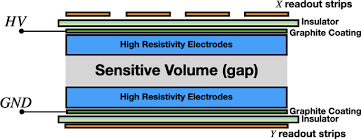 X readout strips
HV
Insulator
Graphite Coating
High Resistivity Electrodes
Sensitive Volume (gap)
High Resistivity Electrodes
GND
Graphite Coating
Insulator
Y readout strips